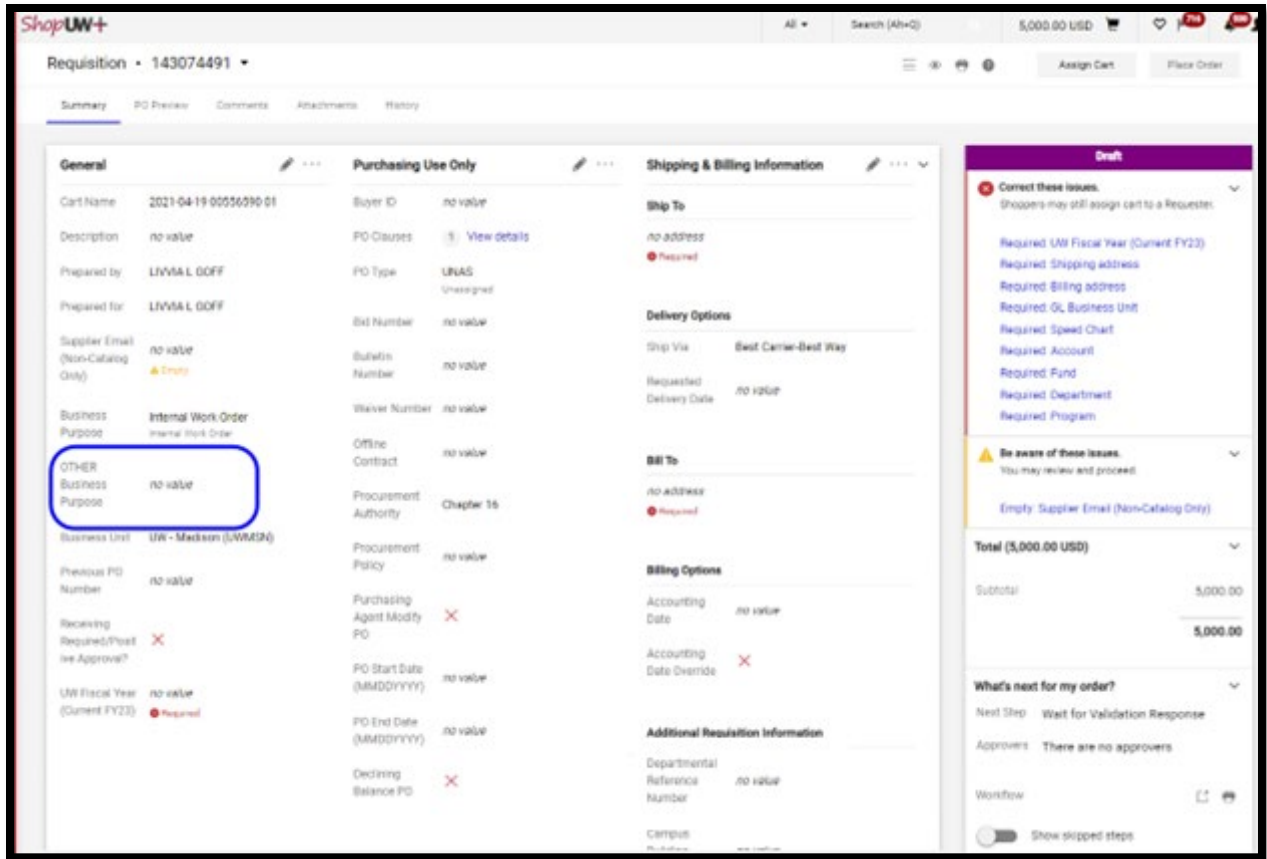 ShopUW+
All
Search (Alt+Q)
5,000.00 USD
716
Requisition • 143074491
Assign Cart
Place Order
Summary
PO Preview
Comments
Attachments
History
General
Cart Name 2021-04-19 00556590 01
Description no value
Prepared by LIVVIA L GOFF
Prepared for LIVVIA L GOFF
Supplier Email
(Non-Catalog
Only)
no value
Empty
Business
Purpose
Internal Work Order
Internal Work Order
OTHER
Business
Purpose
no value
Business Unit UW - Madison (UWMSN)
Previous PO
Number
no value
Receiving
Required/Posit
ive Approval?
UW Fiscal Year
(Current FY23)
no value
Required
Purchasing Use Only
Buyer ID no value
PO Clauses 1 View details
PO Type UNAS
Unassigned
Bid Number no value
Bulletin
Number
no value
Waiver Number no value
Offline
Contract
no value
Procurement
Authority
Chapter 16
Procurement
Policy
no value
Purchasing
Agent Modify
PO
PO Start Date
(MMDDYYYY)
no value
PO End Date
(MMDDYYYY)
no value
Declining
Balance PO
Shipping & Billing Information
Ship To
no address
Required
Delivery Options
Ship Via Best Carrier-Best Way
Requested
Delivery Date
no value
Bill To
no address
Required
Billing Options
Accounting
Date
no value
Accounting
Date Override
Additional Requisition Information
Departmental
Reference
Number
no value
Campus
Draft
Correct these issues.
Shoppers may still assign cart to a Requester.
Required: UW Fiscal Year (Current FY23)
Required: Shipping address
Required: Billing address
Required: GL Business Unit
Required: Speed Chart
Required: Account
Required: Fund
Required: Department
Required: Program
Be aware of these issues.
You may review and proceed.
Empty: Supplier Email (Non-Catalog Only)
Total (5,000.00 USD)
Subtotal 5,000.00
5,000.00
What's next for my order?
Next Step Wait for Validation Response
Approvers There are no approvers
Workflow
Show skipped steps